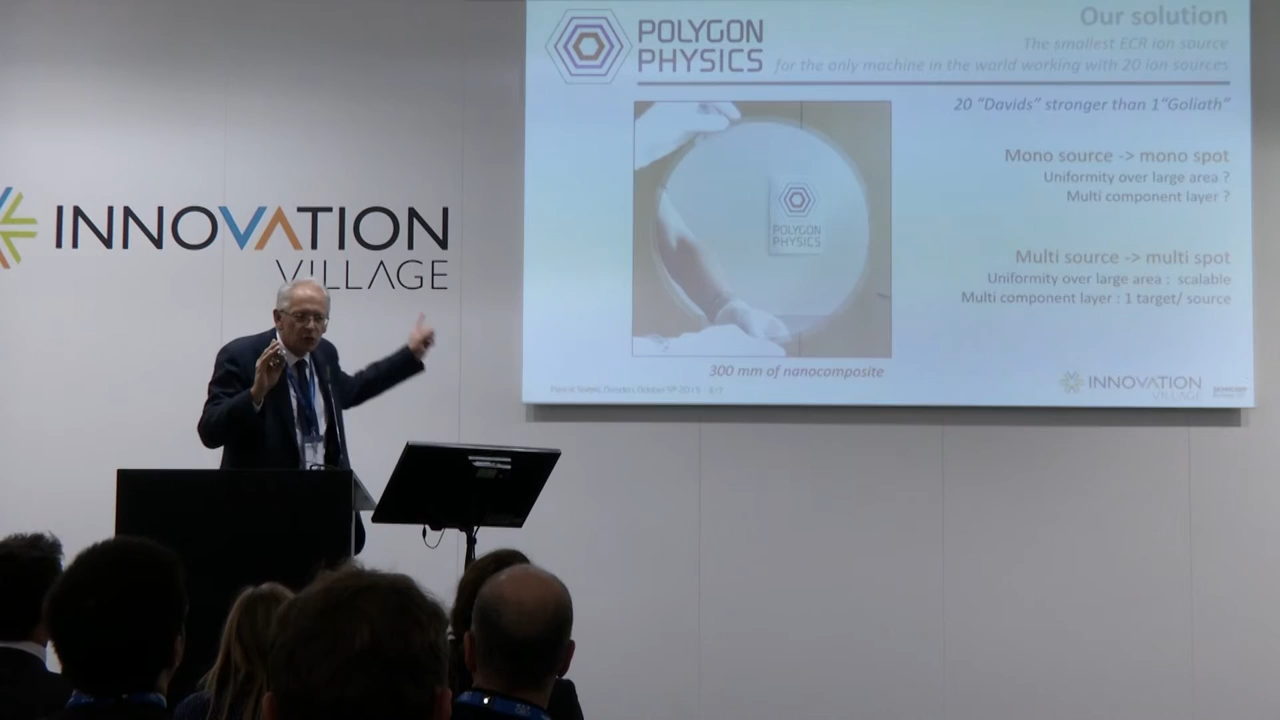 INNOVATION
VILLAGE
POLYGON
PHYSICS
Our solution
The smallest ECR ion source
for the only machine in the world working with 20 ion sources
20 "Davids" stronger than 1"Goliath"
Mono source -> mono spot
Uniformity over large area ?
Multi component layer ?
POLYGON
PHYSICS
Multi source -> multi spot
Uniformity over large area : scalable
Multi component layer : 1 target/ source
300 mm of nanocomposite
Dresden, October
INNOVATION
VILLAGE